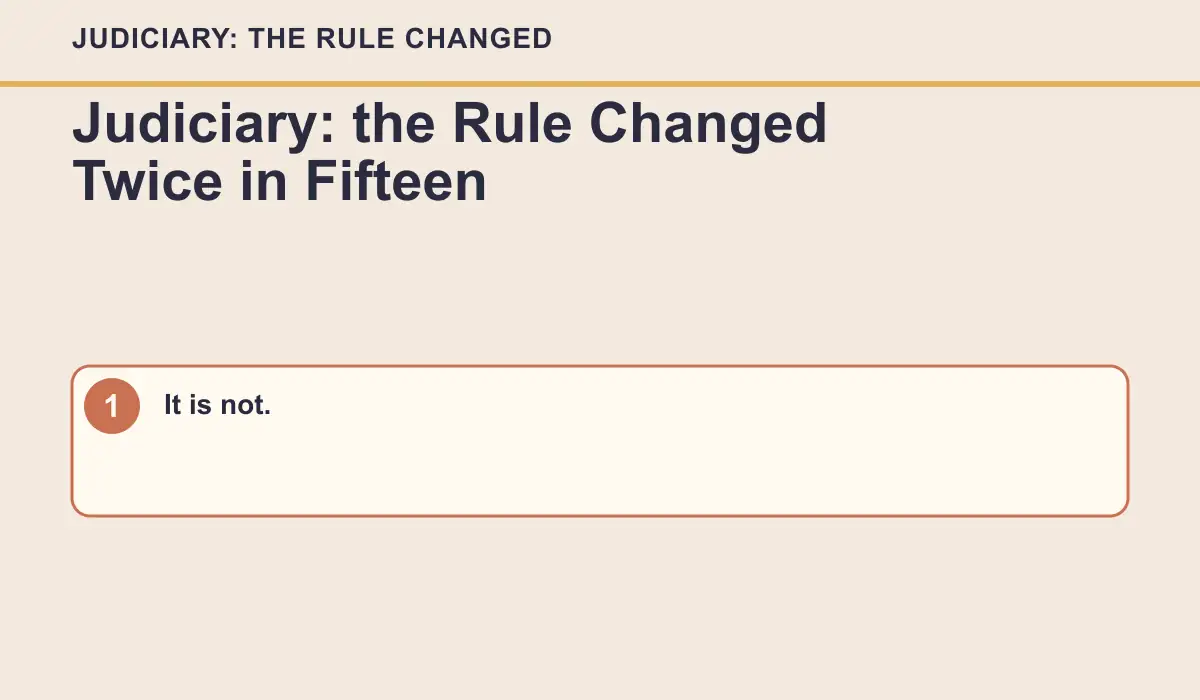 JUDICIARY: THE RULE CHANGED
Judiciary: the Rule Changed
Twice in Fifteen
1 It is not.